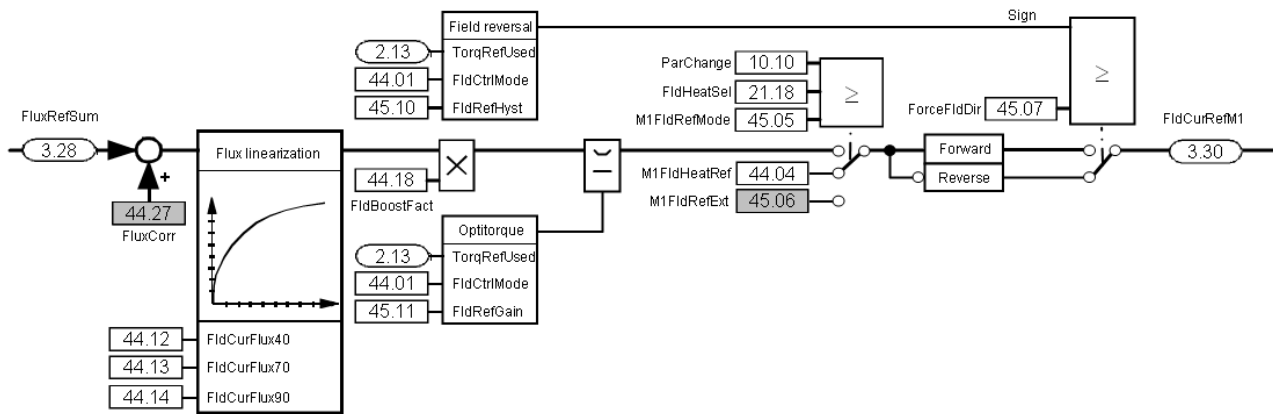 Field reversal
2.13 TorqRefUsed
44.01 FldCtrlMode
45.10 FldRefHyst
Sign
≥
ParChange 10.10
FldHeatSel 21.18
M1FldRefMode 45.05
≥
ForceFldDir 45.07
FluxRefSum
3.28
+
44.27
FluxCorr
Flux linearization
44.12 FldCurFlux40
44.13 FldCurFlux70
44.14 FldCurFlux90
44.18
FldBoostFact
×
Optitorque
2.13 TorqRefUsed
44.01 FldCtrlMode
45.11 FldRefGain
M1FldHeatRef 44.04
M1FldRefExt 45.06
Forward
Reverse
FldCurRefM1
3.30